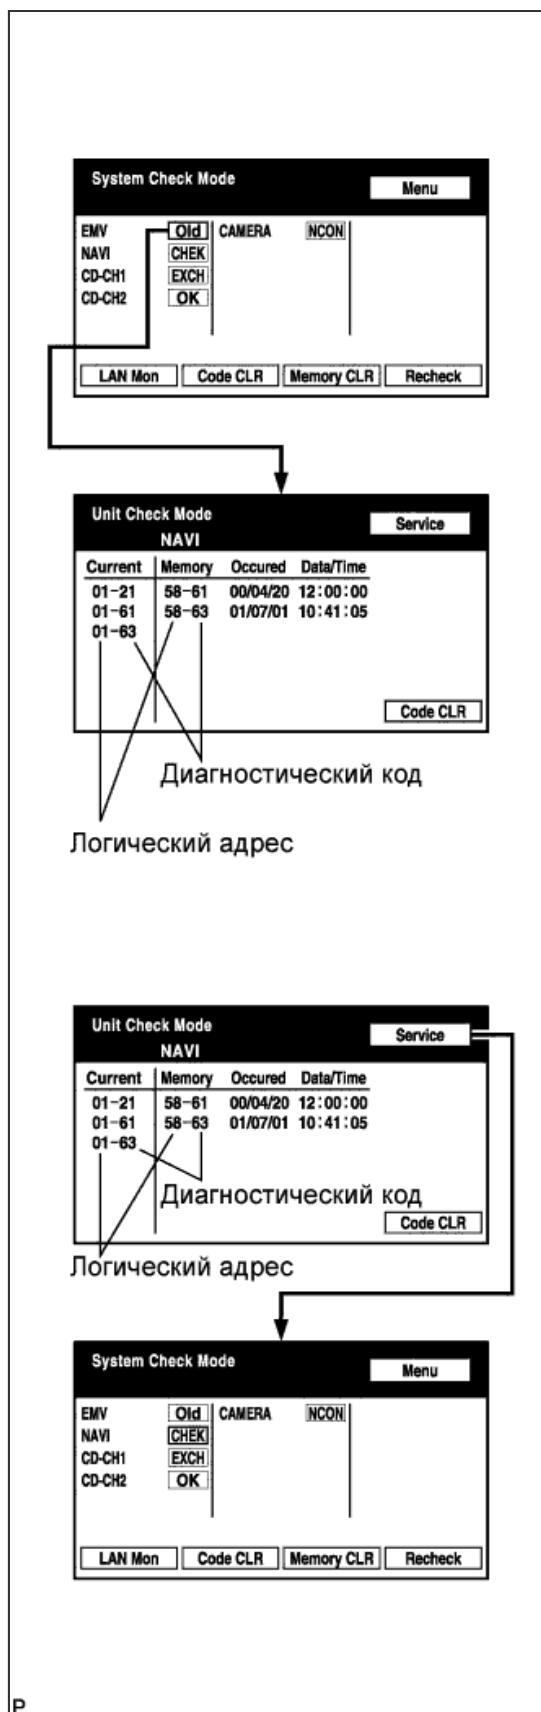 System Check Mode
Menu
EMV Old CAMERA NCON
NAVI CHEK
CD-CH1 EXCH
CD-CH2 OK
LAN Mon Code CLR Memory CLR Recheck
Unit Check Mode
Service
NAVI
Current Memory Occured Data/Time
01-21 58-61 00/04/20 12:00:00
01-61 58-63 01/07/01 10:41:05
01-63
Code CLR
Диагностический код
Логический адрес
Unit Check Mode
Service
NAVI
Current Memory Occured Data/Time
01-21 58-61 00/04/20 12:00:00
01-61 58-63 01/07/01 10:41:05
01-63
Диагностический код
Code CLR
Логический адрес
System Check Mode
Menu
EMV Old CAMERA NCON
NAVI CHEK
CD-CH1 EXCH
CD-CH2 OK
LAN Mon Code CLR Memory CLR Recheck
P